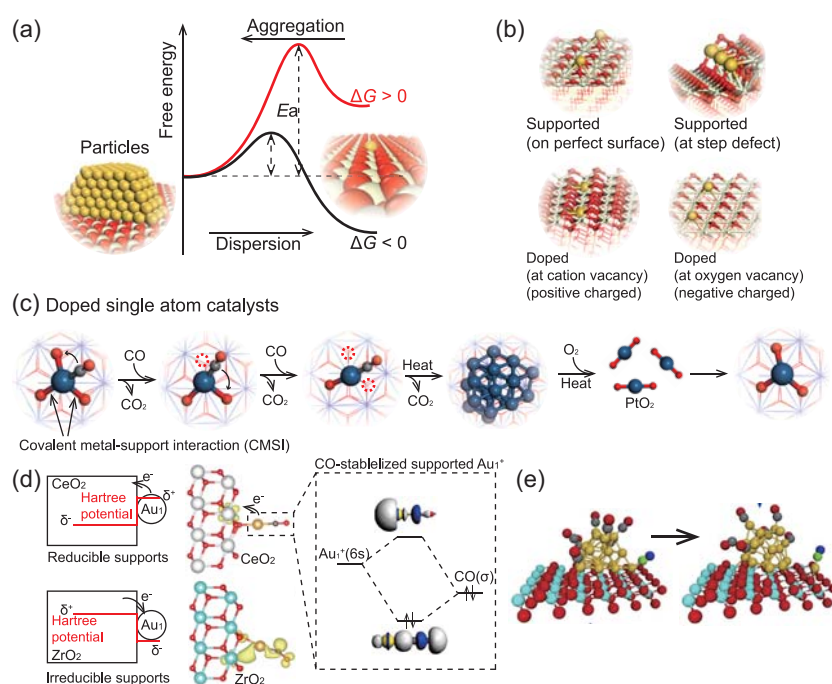 (a)
Aggregation
Free energy
Ea
ΔG > 0
Particles
Dispersion
ΔG < 0
(b)
Supported
(on perfect surface)
Supported
(at step defect)
Doped
(at cation vacancy)
(positive charged)
Doped
(at oxygen vacancy)
(negative charged)
(c) Doped single atom catalysts
CO
CO₂
CO
CO₂
Heat
CO₂
O₂
Heat
PtO₂
Covalent metal-support interaction (CMSI)
(d)
CeO₂
e⁻
Hartree
potential
δ⁺
Au₁
δ⁻
Reducible supports
e⁻
CeO₂
CO-stablelized supported Au₁⁺
Au₁⁺(6s)
CO(σ)
δ⁺
e⁻
Hartree
potential
Au₁
δ⁻
ZrO₂
Irreducible supports
ZrO₂
(e)